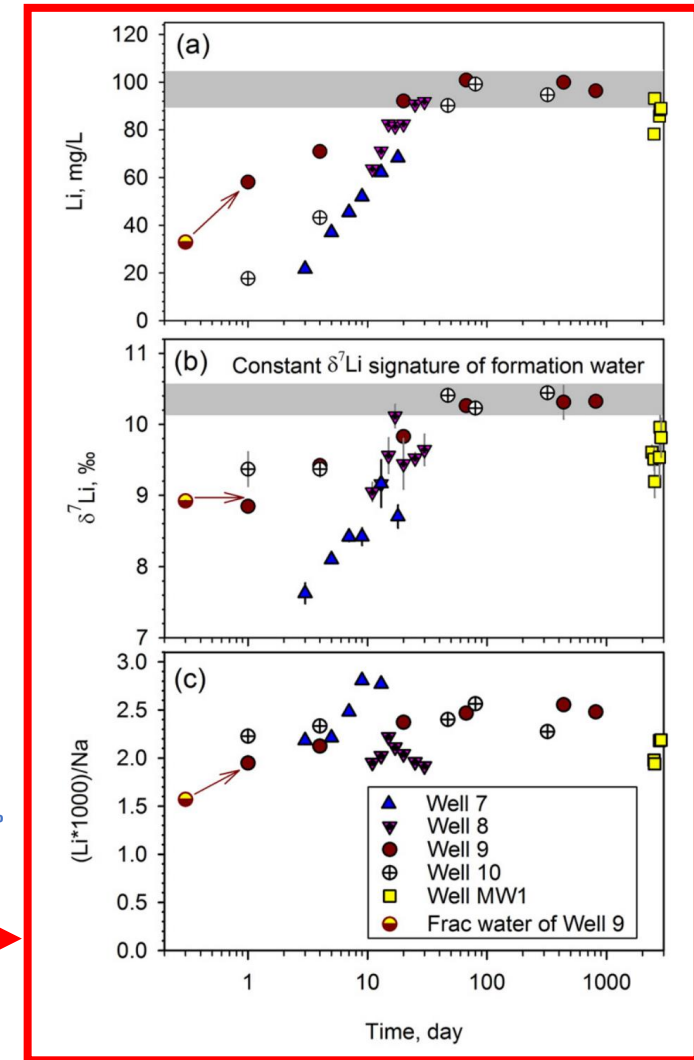 (a)
120
100
80
60
40
20
0
Li, mg/L
(b)
Constant δ⁷Li signature of formation water
11
10
9
8
7
δ⁷Li, ‰
(c)
3.0
2.5
2.0
1.5
1.0
0.5
0.0
(Li*1000)/Na
Well 7
Well 8
Well 9
Well 10
Well MW1
Frac water of Well 9
1 10 100 1000
Time, day